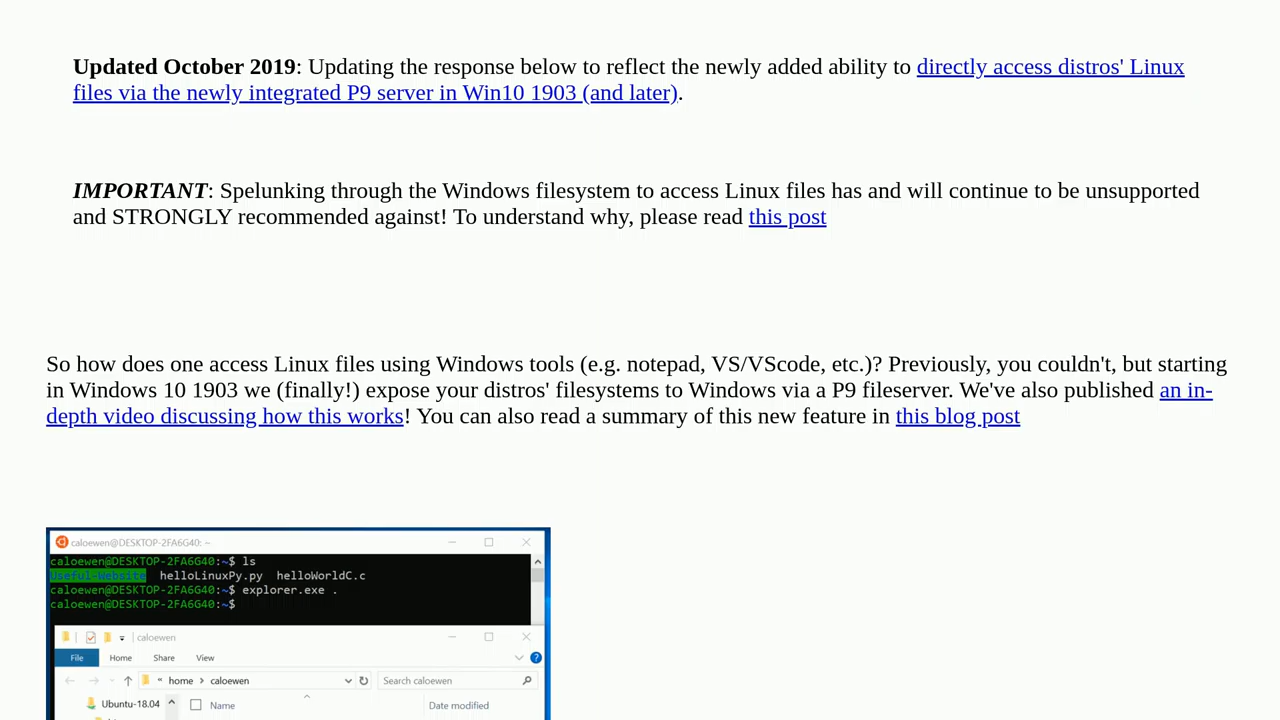 Updated October 2019: Updating the response below to reflect the newly added ability to directly access distros' Linux
files via the newly integrated P9 server in Win10 1903 (and later).
IMPORTANT: Spelunking through the Windows filesystem to access Linux files has and will continue to be unsupported
and STRONGLY recommended against! To understand why, please read this post
So how does one access Linux files using Windows tools (e.g. notepad, VS/VScode, etc.)? Previously, you couldn't, but starting
in Windows 10 1903 we (finally!) expose your distros' filesystems to Windows via a P9 fileserver. We've also published an in-
depth video discussing how this works! You can also read a summary of this new feature in this blog post
caloewen@DESKTOP-2FA6G40: ~
caloewen@DESKTOP-2FA6G40:~$ ls
Useful-Website helloLinuxPy.py helloWorldC.c
caloewen@DESKTOP-2FA6G40:~$ explorer.exe .
caloewen@DESKTOP-2FA6G40:~$
caloewen
File Home Share View
« home > caloewen Search caloewen
Ubuntu-18.04 Name Date modified